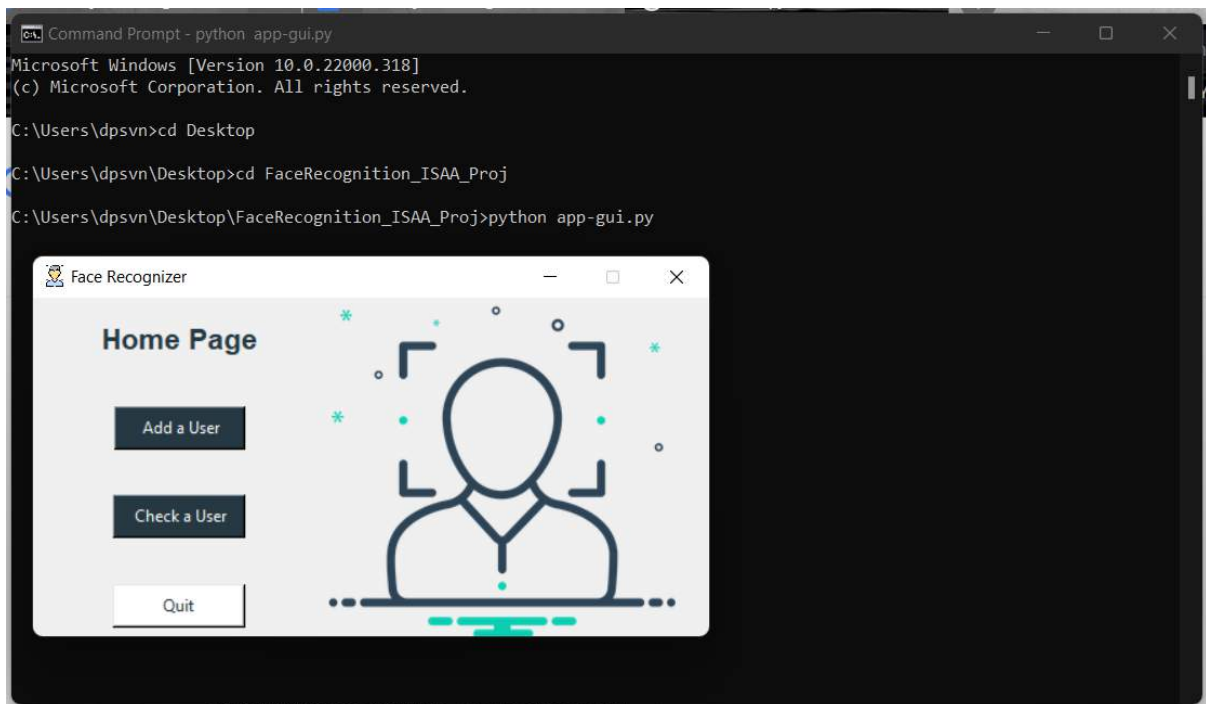 Command Prompt - python  app-gui.py
Microsoft Windows [Version 10.0.22000.318]
(c) Microsoft Corporation. All rights reserved.
C:\Users\dpsvn>cd Desktop
C:\Users\dpsvn\Desktop>cd FaceRecognition_ISAA_Proj
C:\Users\dpsvn\Desktop\FaceRecognition_ISAA_Proj>python app-gui.py
Face Recognizer
Home Page
Add a User
Check a User
Quit